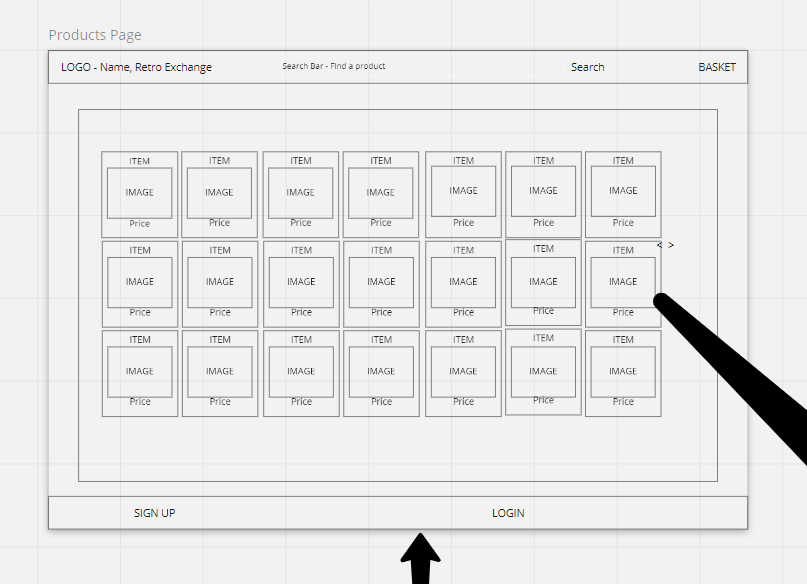 Products Page
LOGO - Name, Retro Exchange Search Bar - Find a product Search BASKET
ITEM ITEM ITEM ITEM ITEM ITEM ITEM
IMAGE IMAGE IMAGE IMAGE IMAGE IMAGE IMAGE
Price Price Price Price Price Price Price
< >
ITEM ITEM ITEM ITEM ITEM ITEM ITEM
IMAGE IMAGE IMAGE IMAGE IMAGE IMAGE IMAGE
Price Price Price Price Price Price Price
ITEM ITEM ITEM ITEM ITEM ITEM ITEM
IMAGE IMAGE IMAGE IMAGE IMAGE IMAGE IMAGE
Price Price Price Price Price Price Price
SIGN UP LOGIN